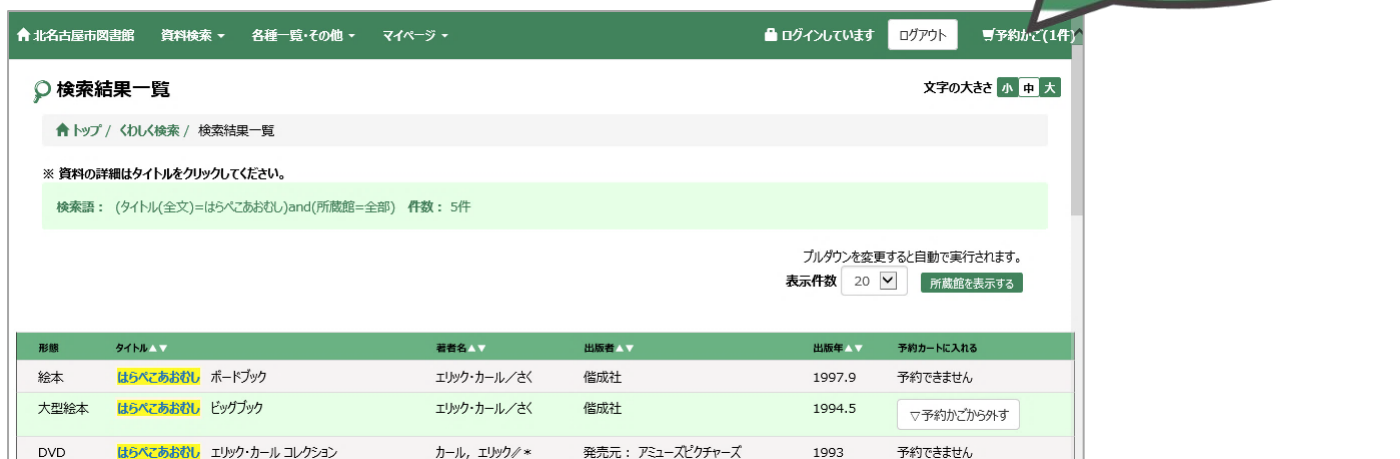 北名古屋市図書館 資料検索 各種一覧・その他 マイページ ログインしています ログアウト 予約かご(1件)
検索結果一覧 文字の大きさ 小 中 大
トップ / くわしく検索 / 検索結果一覧
※ 資料の詳細はタイトルをクリックしてください。
検索語： (タイトル(全文)=はらぺこあおむし)and(所蔵館=全部) 件数： 5件
プルダウンを変更すると自動で実行されます。
表示件数 20 所蔵館を表示する
形態 タイトル▲▼ 著者名▲▼ 出版者▲▼ 出版年▲▼ 予約カートに入れる
絵本 はらぺこあおむし ボードブック エリック・カール／さく 偕成社 1997.9 予約できません
大型絵本 はらぺこあおむし ビッグブック エリック・カール／さく 偕成社 1994.5 ▽予約かごから外す
DVD はらぺこあおむし エリック・カール コレクション カール, エリック／／＊ 発売元： アミューズピクチャーズ 1993 予約できません